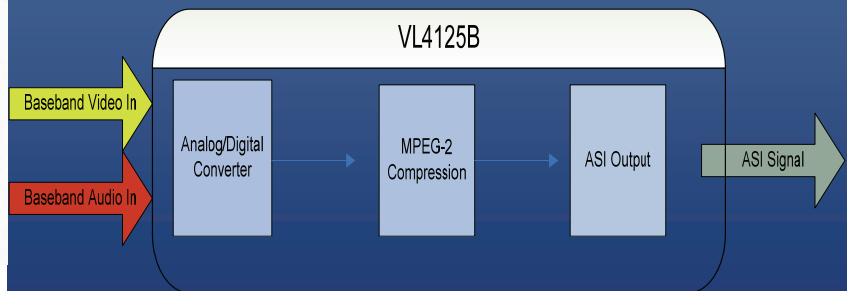 VL4125B
Baseband Video In
Baseband Audio In
Analog/Digital
Converter
MPEG-2
Compression
ASI Output
ASI Signal